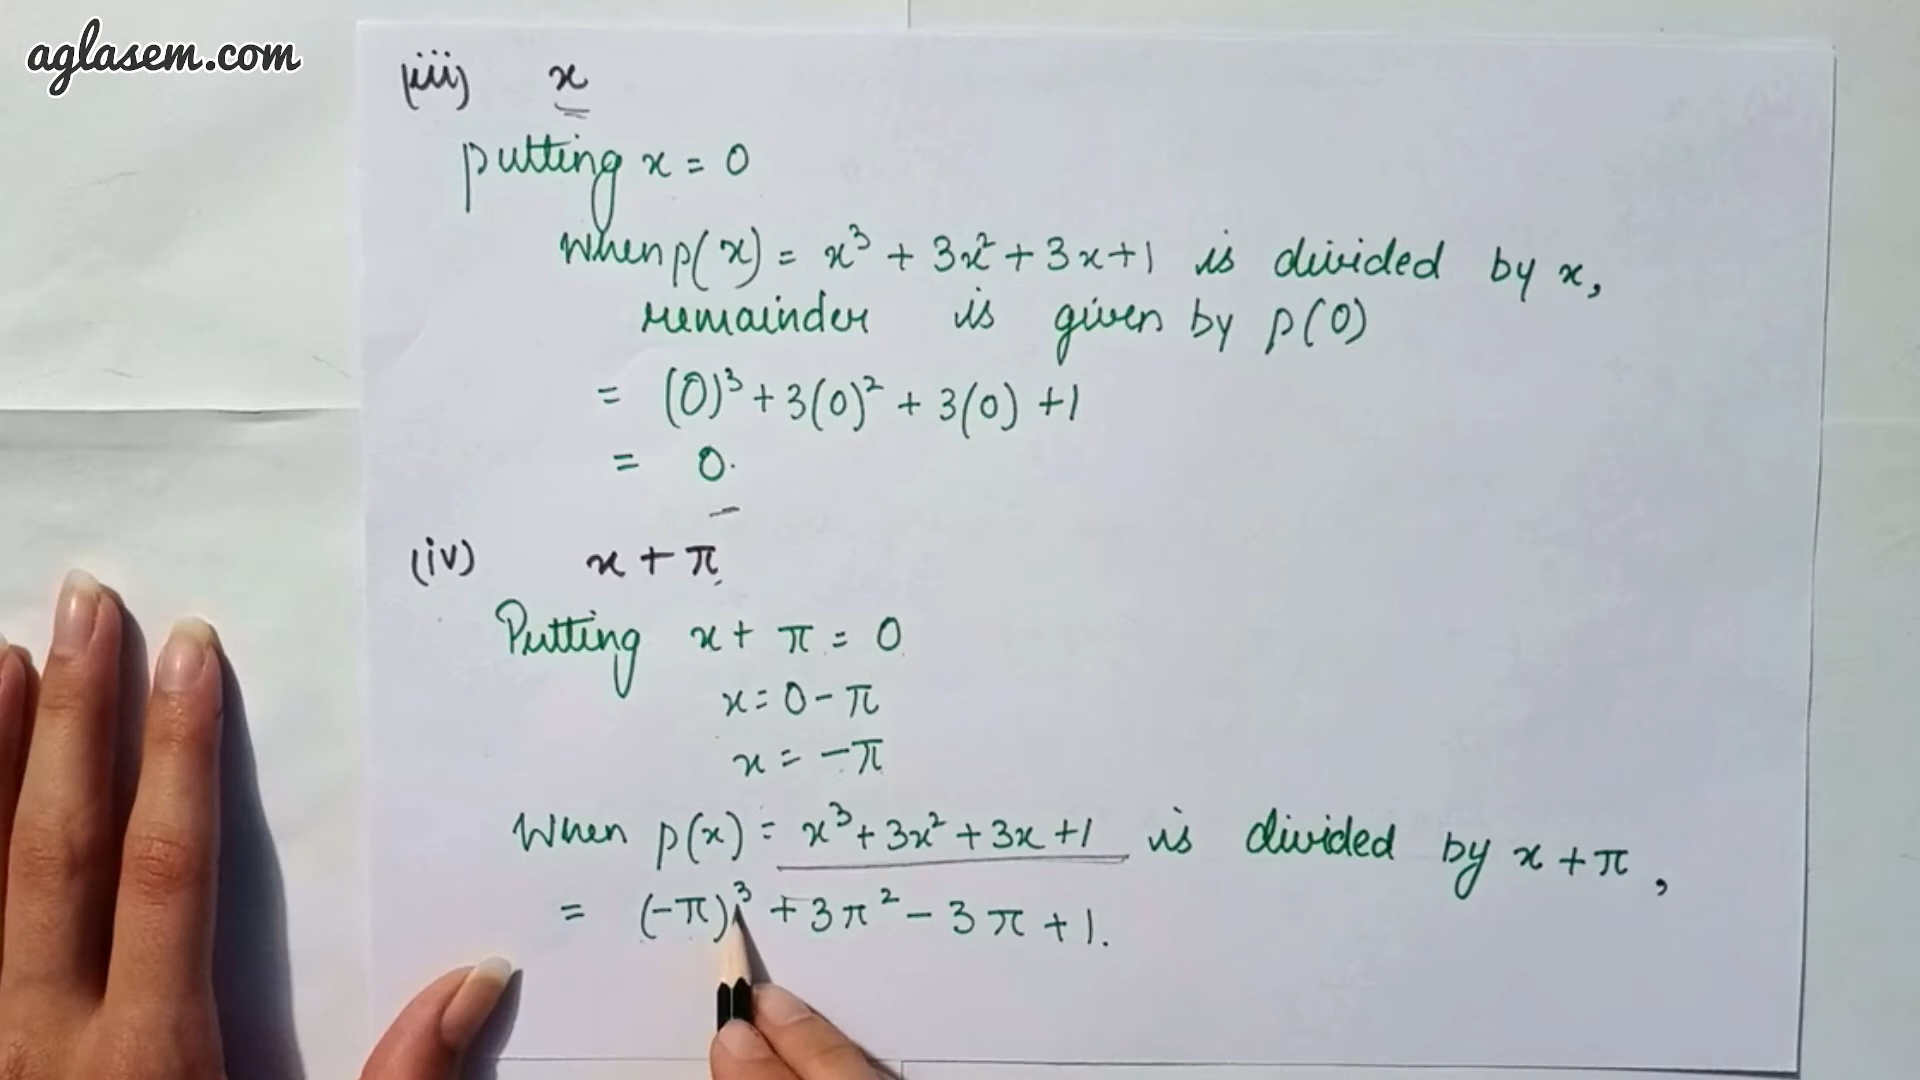 aglasem.com
(iii) x
putting x = 0
When p(x) = x³ + 3x² + 3x + 1 is divided by x,
remainder is given by p(0)
= (0)³ + 3(0)² + 3(0) + 1
= 0.
(iv) x + π
Putting x + π = 0
x = 0 - π
x = -π
When p(x) = x³ + 3x² + 3x + 1 is divided by x + π,
= (-π)³ + 3π² - 3π + 1.